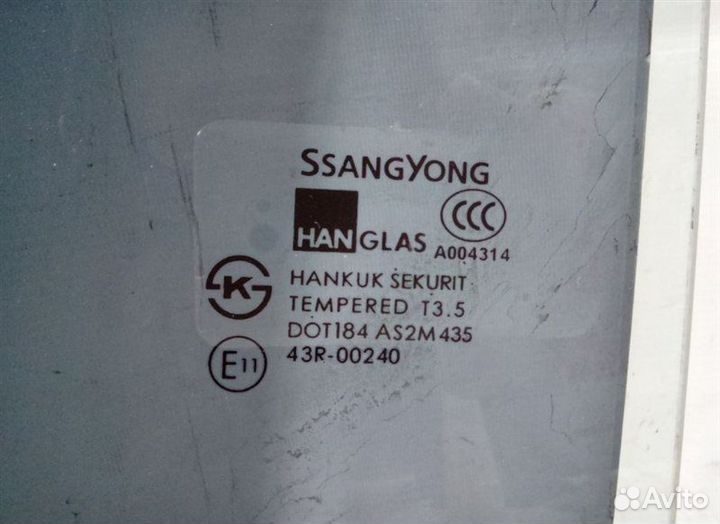 SSANGYONG
HANGLAS
CCC
A004314
K
HANKUK SEKURIT
TEMPERED T3.5
DOT184 AS2M435
E11
43R-00240
Avito